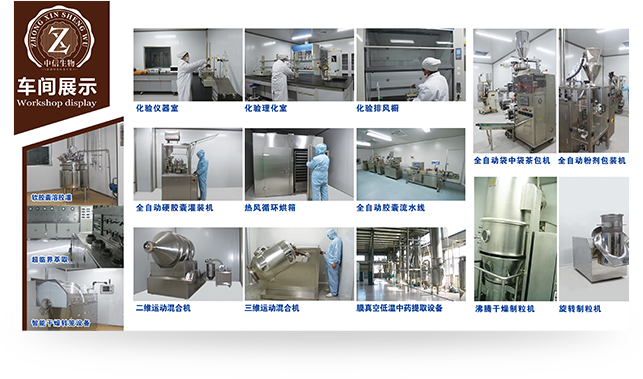 ZHONG XIN SHENG WU
中信生物
车间展示
Workshop display
化验仪器室
化验理化室
化验排风橱
全自动袋中袋茶包机
全自动粉剂包装机
软胶囊溶胶灌
全自动硬胶囊灌装机
热风循环烘箱
全自动胶囊流水线
超临界萃取
智能干燥转笼设备
二维运动混合机
三维运动混合机
膜真空低温中药提取设备
沸腾干燥制粒机
旋转制粒机